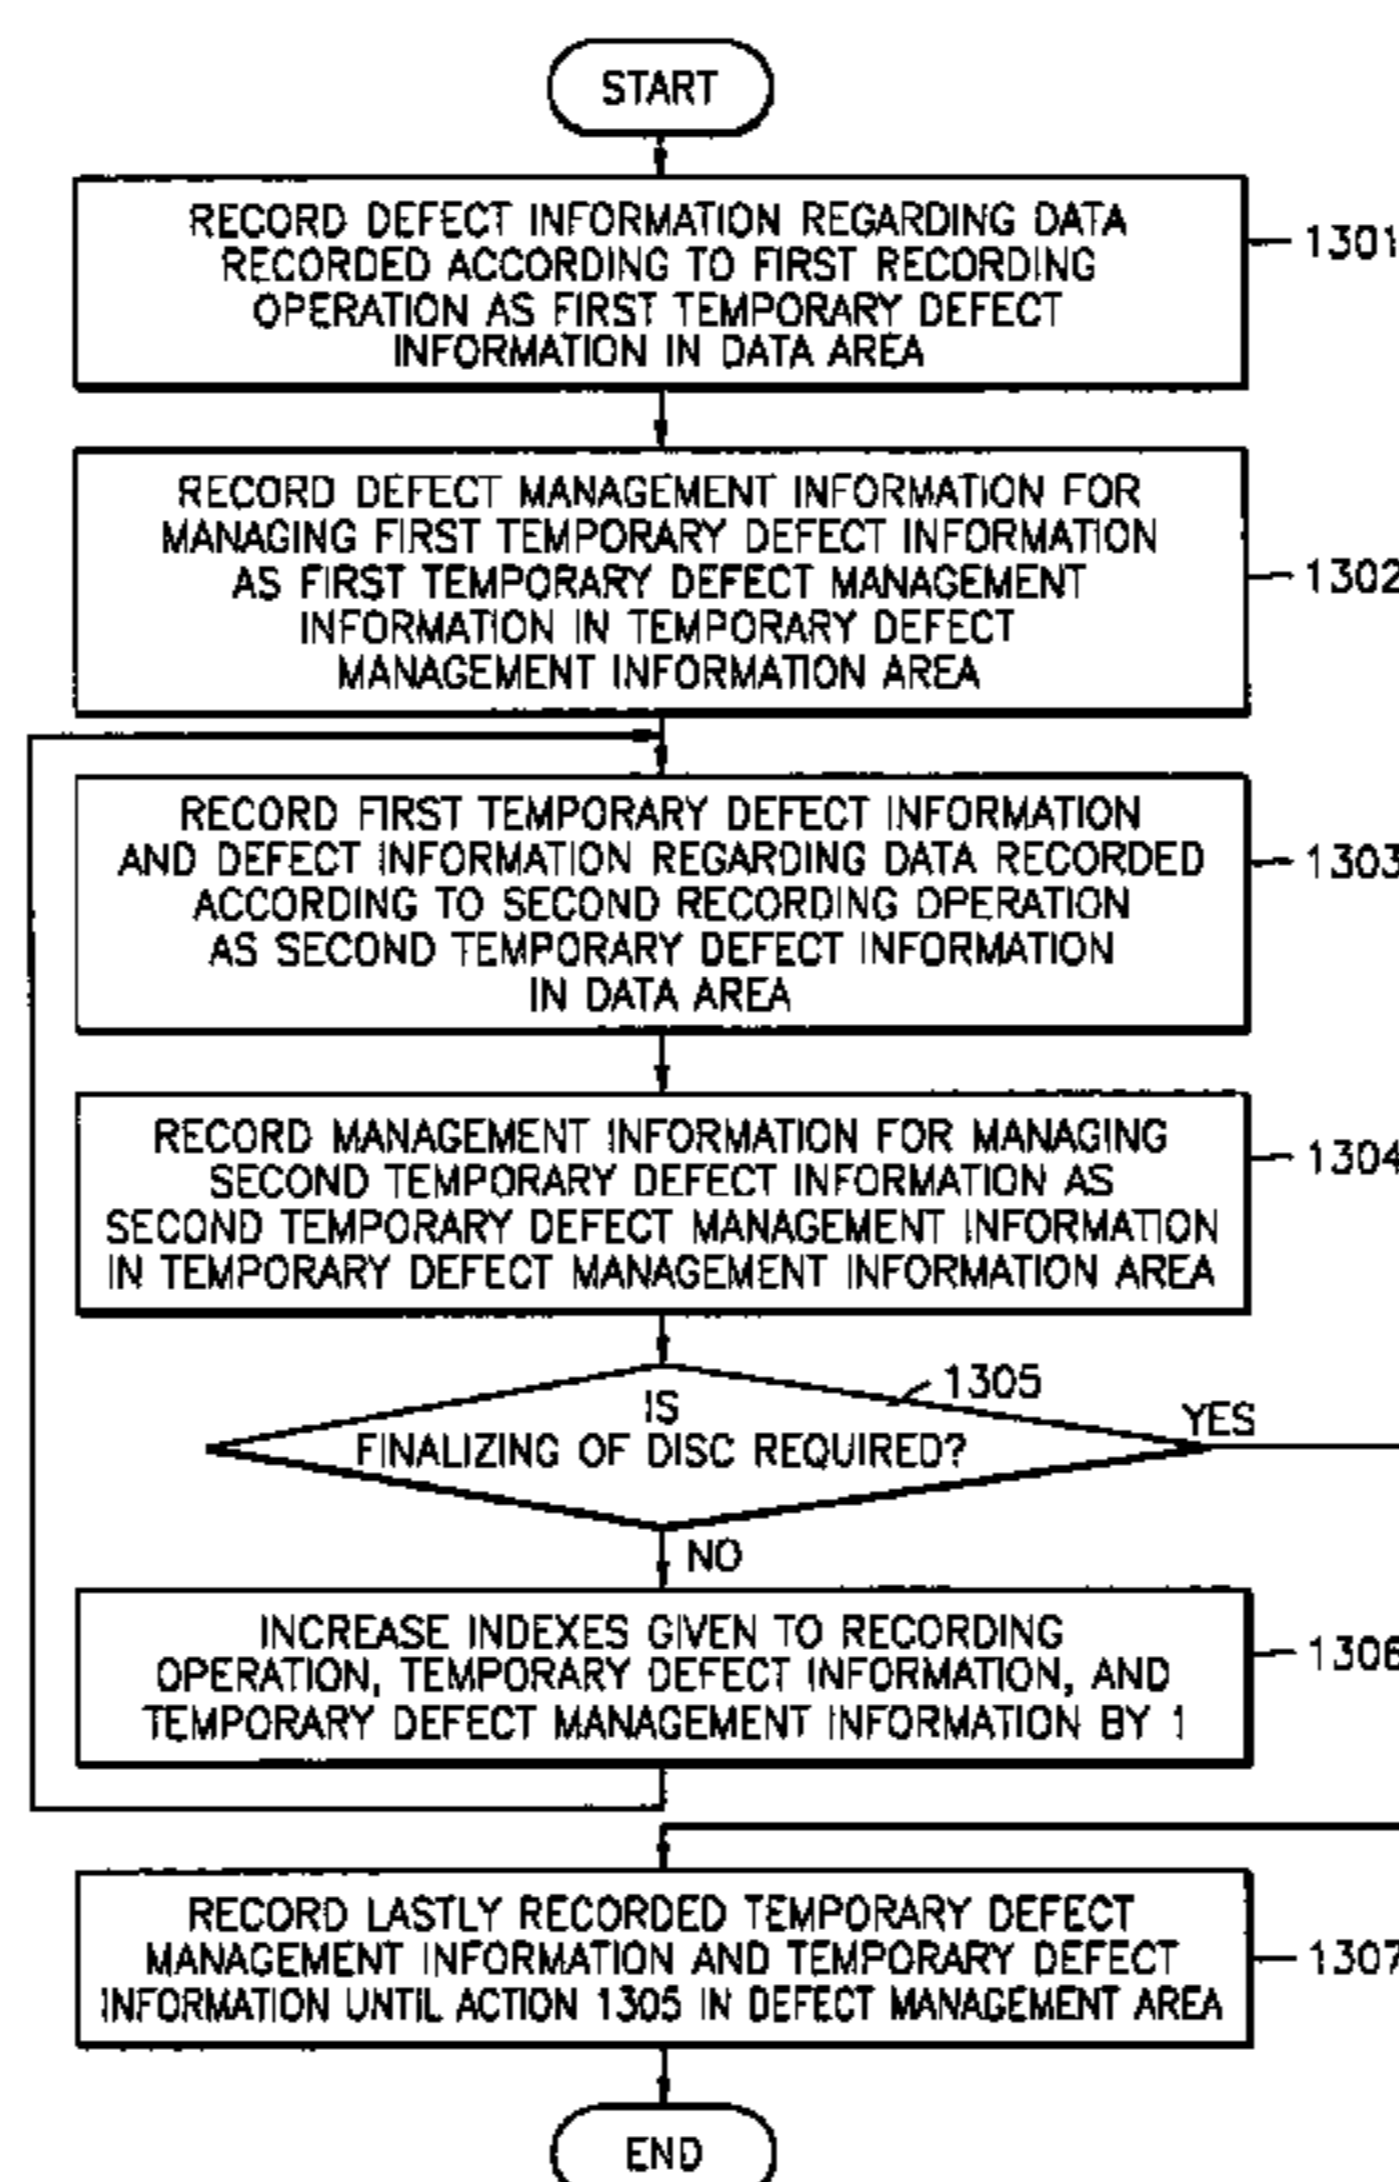 START
RECORD DEFECT INFORMATION REGARDING DATA
RECORDED ACCORDING TO FIRST RECORDING
OPERATION AS FIRST TEMPORARY DEFECT
INFORMATION IN DATA AREA
1301
RECORD DEFECT MANAGEMENT INFORMATION FOR
MANAGING FIRST TEMPORARY DEFECT INFORMATION
AS FIRST TEMPORARY DEFECT MANAGEMENT
INFORMATION IN TEMPORARY DEFECT
MANAGEMENT INFORMATION AREA
1302
RECORD FIRST TEMPORARY DEFECT INFORMATION
AND DEFECT INFORMATION REGARDING DATA RECORDED
ACCORDING TO SECOND RECORDING OPERATION
AS SECOND TEMPORARY DEFECT INFORMATION
IN DATA AREA
1303
RECORD MANAGEMENT INFORMATION FOR MANAGING
SECOND TEMPORARY DEFECT INFORMATION AS
SECOND TEMPORARY DEFECT MANAGEMENT INFORMATION
IN TEMPORARY DEFECT MANAGEMENT INFORMATION AREA
1304
1305
IS
FINALIZING OF DISC REQUIRED?
YES
NO
INCREASE INDEXES GIVEN TO RECORDING
OPERATION, TEMPORARY DEFECT INFORMATION, AND
TEMPORARY DEFECT MANAGEMENT INFORMATION BY 1
1306
RECORD LASTLY RECORDED TEMPORARY DEFECT
MANAGEMENT INFORMATION AND TEMPORARY DEFECT
INFORMATION UNTIL ACTION 1305 IN DEFECT MANAGEMENT AREA
1307
END